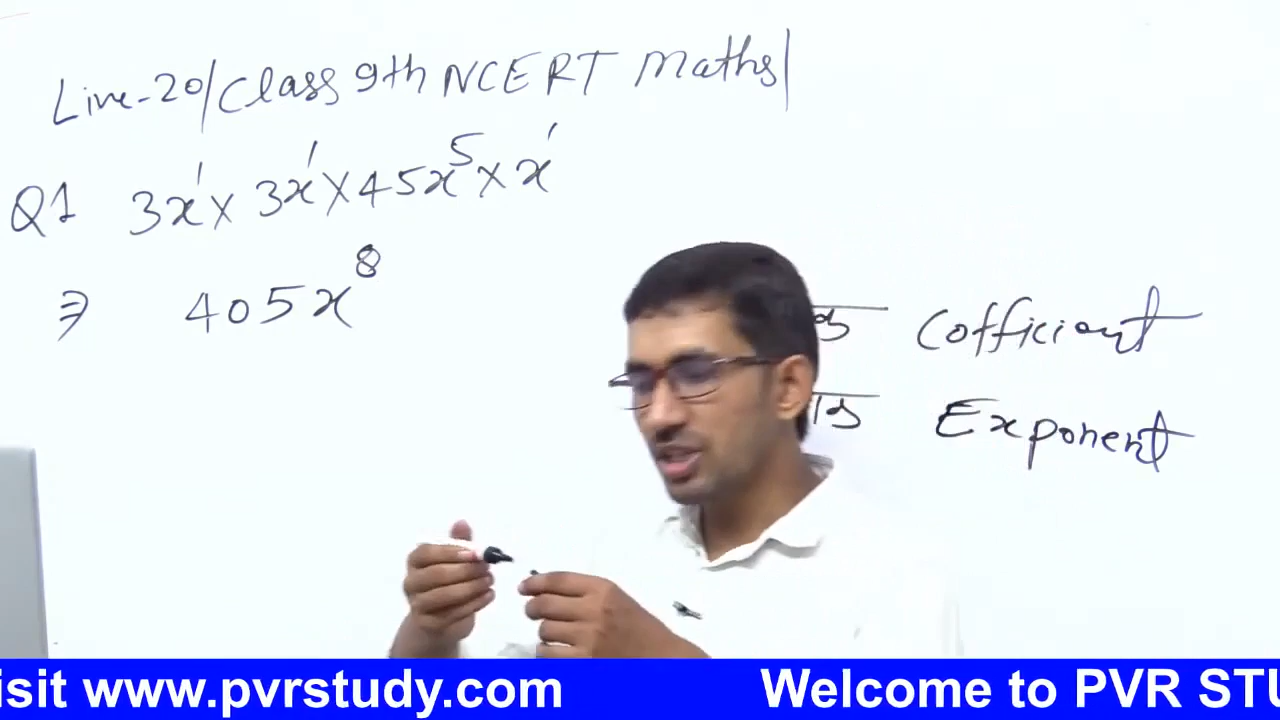 Live-20/Class 9th NCERT Maths/
Q1 3x¹ × 3x¹ × 45x⁵ × x¹
⇒ 405x⁸
Cofficiant
Exponent
isit www.pvrstudy.com Welcome to PVR STU